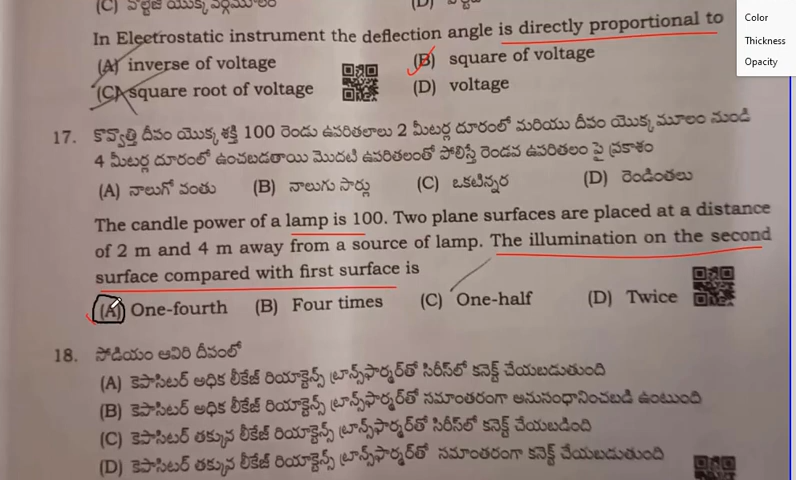 (C) వోల్టేజి యొక్క వర్గమూలం
(D)
In Electrostatic instrument the deflection angle is directly proportional to
(A) inverse of voltage
(B) square of voltage
(C) square root of voltage
(D) voltage
17. కొవ్వొత్తి దీపం యొక్క శక్తి 100 రెండు ఉపరితలాలు 2 మీటర్ల దూరంలో మరియు దీపం యొక్క మూలం నుండి
4 మీటర్ల దూరంలో ఉంచబడతాయి మొదటి ఉపరితలంతో పోలిస్తే రెండవ ఉపరితలం పై ప్రకాశం
(A) నాలుగో వంతు (B) నాలుగు సార్లు (C) ఒకటిన్నర (D) రెండింతలు
The candle power of a lamp is 100. Two plane surfaces are placed at a distance
of 2 m and 4 m away from a source of lamp. The illumination on the second
surface compared with first surface is
(A) One-fourth (B) Four times (C) One-half (D) Twice
18. సోడియం ఆవిరి దీపంలో
(A) కెపాసిటర్ అధిక లీకేజ్ రియాక్టెన్స్ ట్రాన్స్‌ఫార్మర్‌తో సిరీస్‌లో కనెక్ట్ చేయబడుతుంది
(B) కెపాసిటర్ అధిక లీకేజ్ రియాక్టెన్స్ ట్రాన్స్‌ఫార్మర్‌తో సమాంతరంగా అనుసంధానించబడి ఉంటుంది
(C) కెపాసిటర్ తక్కువ లీకేజ్ రియాక్టెన్స్ ట్రాన్స్‌ఫార్మర్‌తో సిరీస్‌లో కనెక్ట్ చేయబడింది
(D) కెపాసిటర్ తక్కువ లీకేజ్ రియాక్టెన్స్ ట్రాన్స్‌ఫార్మర్‌తో సమాంతరంగా కనెక్ట్ చేయబడుతుంది
Color
Thickness
Opacity